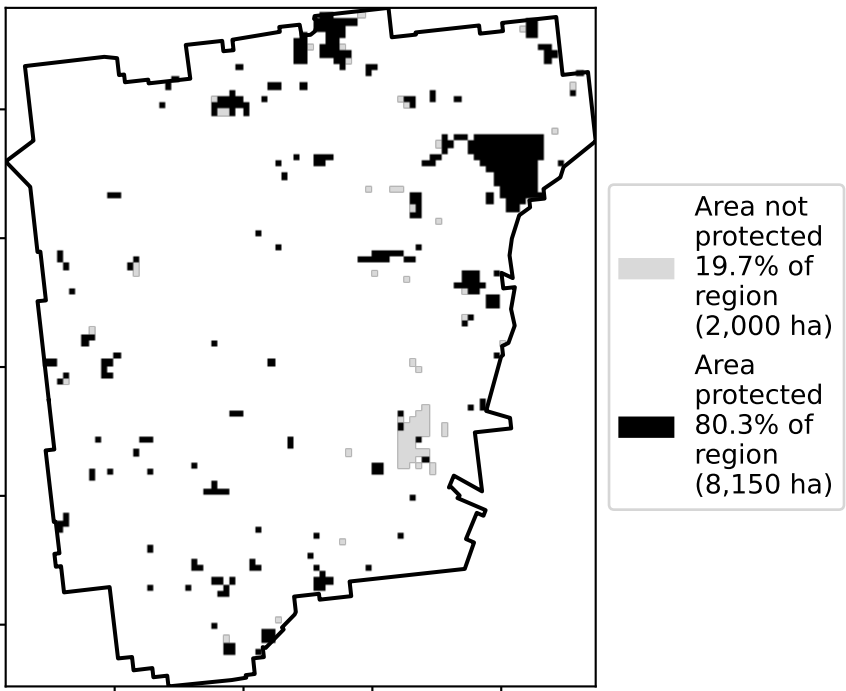 Area not
protected
19.7% of
region
(2,000 ha)
Area
protected
80.3% of
region
(8,150 ha)